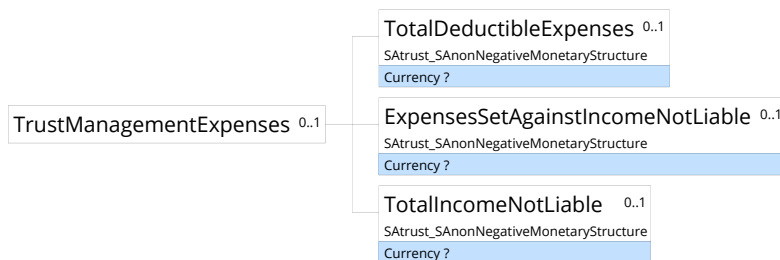 TotalDeductibleExpenses 0..1
SAtrust_SAnonNegativeMonetaryStructure
Currency ?
TrustManagementExpenses 0..1
ExpensesSetAgainstIncomeNotLiable 0..1
SAtrust_SAnonNegativeMonetaryStructure
Currency ?
TotalIncomeNotLiable 0..1
SAtrust_SAnonNegativeMonetaryStructure
Currency ?